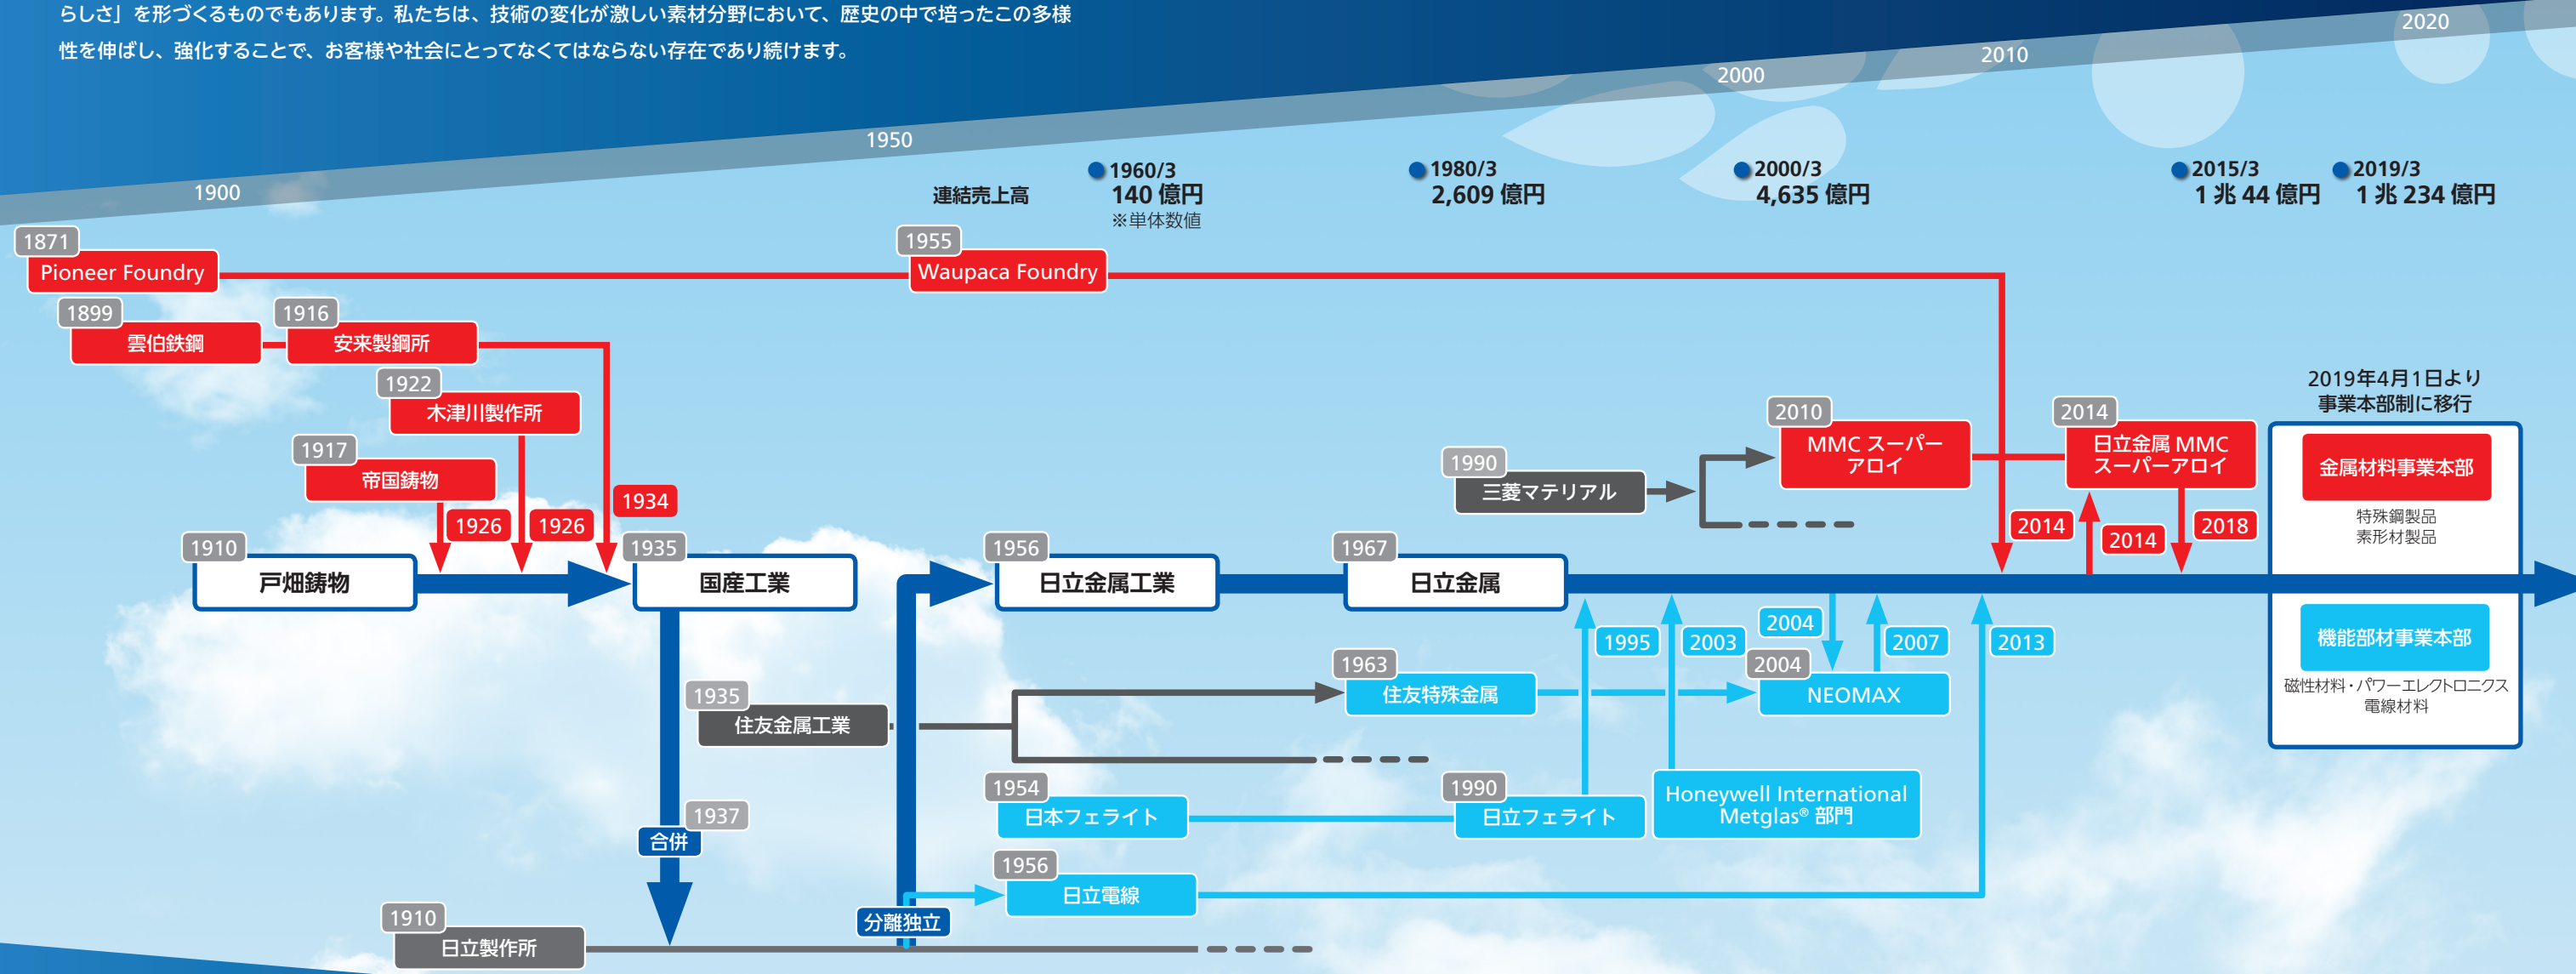 らしさ」を形づくるものでもあります。私たちは、技術の変化が激しい素材分野において、歴史の中で培ったこの多様
性を伸ばし、強化することで、お客様や社会にとってなくてはならない存在であり続けます。
1900
1950
2000
2010
2020
連結売上高
1960/3
140 億円
※単体数値
1980/3
2,609 億円
2000/3
4,635 億円
2015/3
1 兆 44 億円
2019/3
1 兆 234 億円
1871
Pioneer Foundry
1955
Waupaca Foundry
1899
雲伯鉄鋼
1916
安来製鋼所
1922
木津川製作所
1917
帝国鋳物
1926
1926
1934
1990
三菱マテリアル
2010
MMC スーパー
アロイ
2014
日立金属 MMC
スーパーアロイ
2014
2014
2018
2019年4月1日より
事業本部制に移行
金属材料事業本部
特殊鋼製品
素形材製品
1910
戸畑鋳物
1935
国産工業
1956
日立金属工業
1967
日立金属
機能部材事業本部
磁性材料・パワーエレクトロニクス
電線材料
1995
2003
2004
2007
2013
1935
住友金属工業
1963
住友特殊金属
2004
NEOMAX
1937
合併
1954
日本フェライト
1990
日立フェライト
Honeywell International
Metglas® 部門
1956
日立電線
分離独立
1910
日立製作所